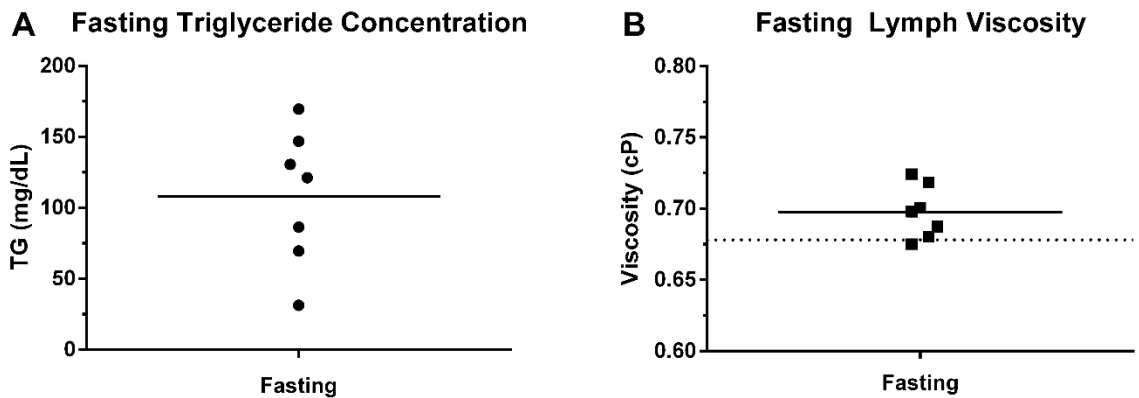 A Fasting Triglyceride Concentration
TG (mg/dL)
200
150
100
50
0
Fasting
B Fasting Lymph Viscosity
Viscosity (cP)
0.80
0.75
0.70
0.65
0.60
Fasting